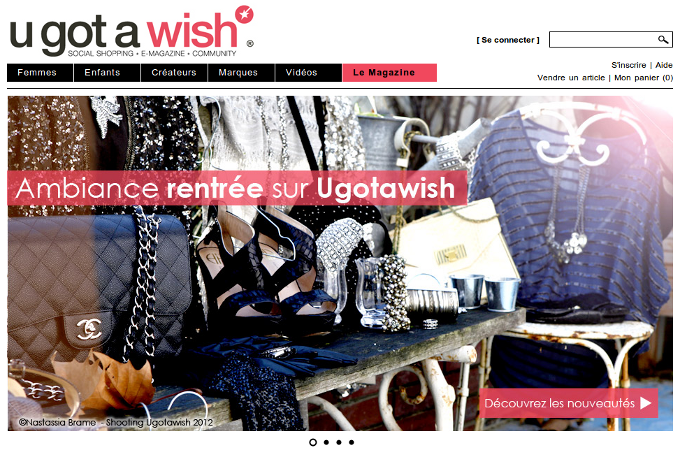 u got a wish ®
SOCIAL SHOPPING • E-MAGAZINE • COMMUNITY
[ Se connecter ]
S'inscrire | Aide
Vendre un article | Mon panier (0)
Femmes Enfants Créateurs Marques Vidéos Le Magazine
Ambiance rentrée sur Ugotawish
Découvrez les nouveautés
©Nastassia Brame - Shooting Ugotawish 2012